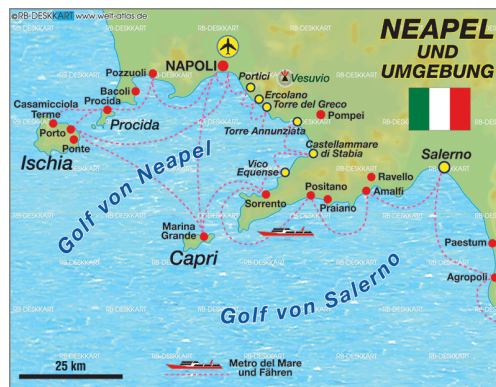 ©RB-DESKKART www.welt-atlas.de
NEAPEL
UND
UMGEBUNG
NAPOLI
Pozzuoli
Portici
Vesuvio
Bacoli
Ercolano
Casamicciola
Terme
Procida
Torre del Greco
Pompei
Porto
Procida
Torre Annunziata
Ponte
Castellammare
di Stabia
Ischia
Salerno
Vico
Equense
Golf von Neapel
Ravello
Positano
Sorrento
Amalfi
Praiano
Marina
Grande
Capri
Paestum
Agropoli
Golf von Salerno
25 km
Metro del Mare
und Fähren
RB-DESKKART